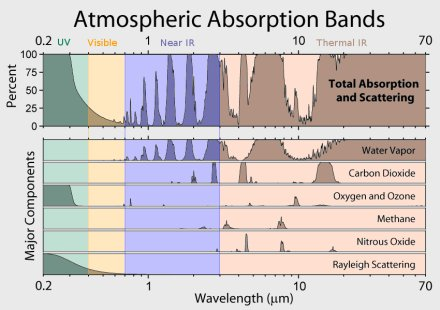 Atmospheric Absorption Bands
0.2 1 10 70
UV Visible Near IR Thermal IR
Percent
100
75
50
25
0
Total Absorption
and Scattering
Major Components
Water Vapor
Carbon Dioxide
Oxygen and Ozone
Methane
Nitrous Oxide
Rayleigh Scattering
0.2 1 10 70
Wavelength (μm)